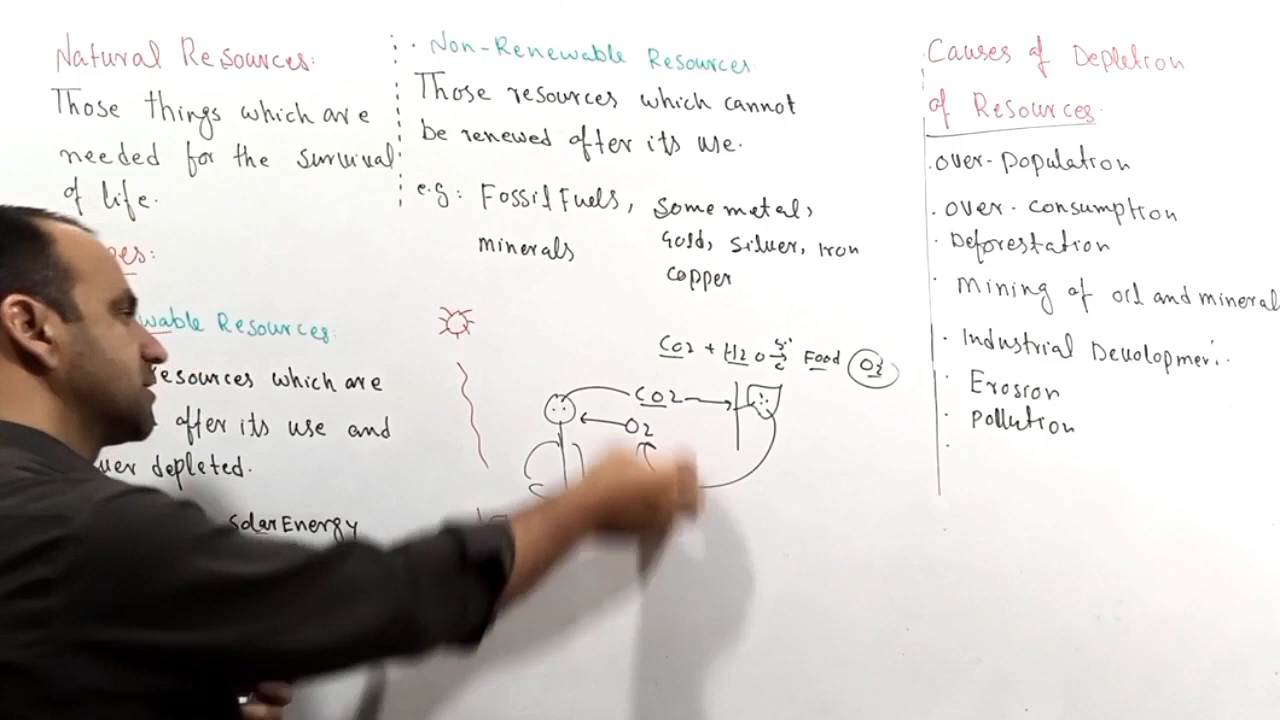 Natural Resources:
Those things which are
needed for the survival
of life.
pes:
wable Resources:
esources which are
after its use and
ver depleted.
Solar Energy
Non-Renewable Resources
Those resources which cannot
be renewed after its use.
e.g: Fossil Fuels, Some metal,
minerals Gold, Silver, Iron
Copper
CO2 + H2O → Food O2
CO2
O2
Causes of Depletion
of Resources.
.over-population
.over-consumption
.Deforestation
.Mining of oil and mineral
.Industrial Development
.Erosion
.Pollution